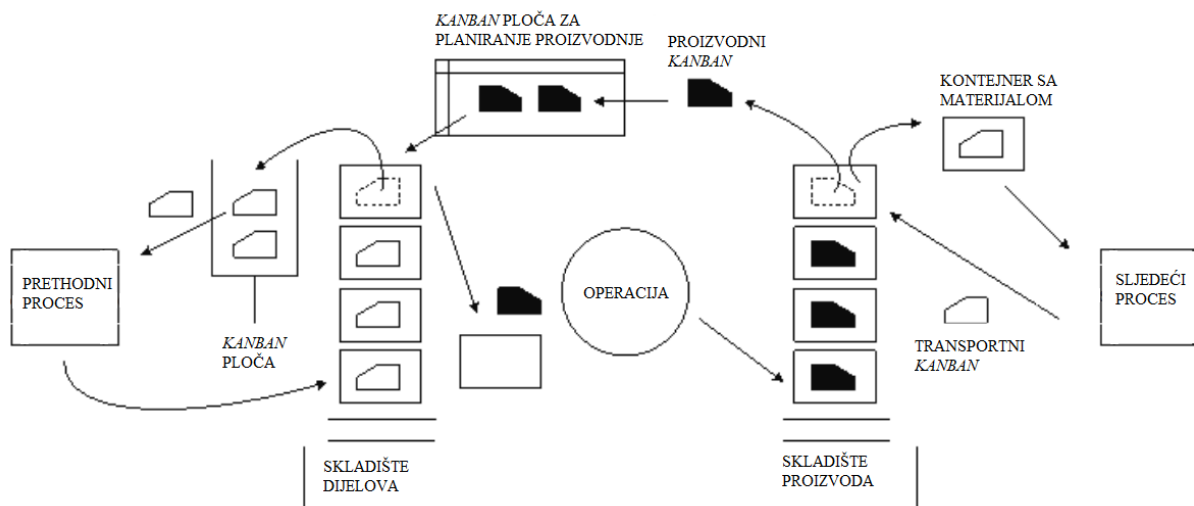 KANBAN PLOČA ZA
PLANIRANJE PROIZVODNJE
PROIZVODNI
KANBAN
KONTEJNER SA
MATERIJALOM
PRETHODNI
PROCES
KANBAN
PLOČA
OPERACIJA
SLJEDEĆI
PROCES
TRANSPORTNI
KANBAN
SKLADIŠTE
DIJELOVA
SKLADIŠTE
PROIZVODA